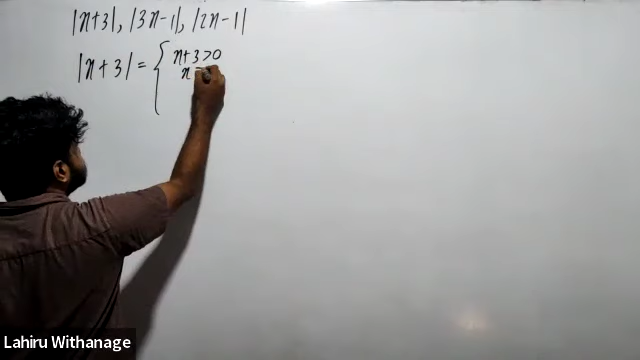 |x+3|, |3x-1|, |2x-1|
|x+3| = { x+3>0
x
Lahiru Withanage